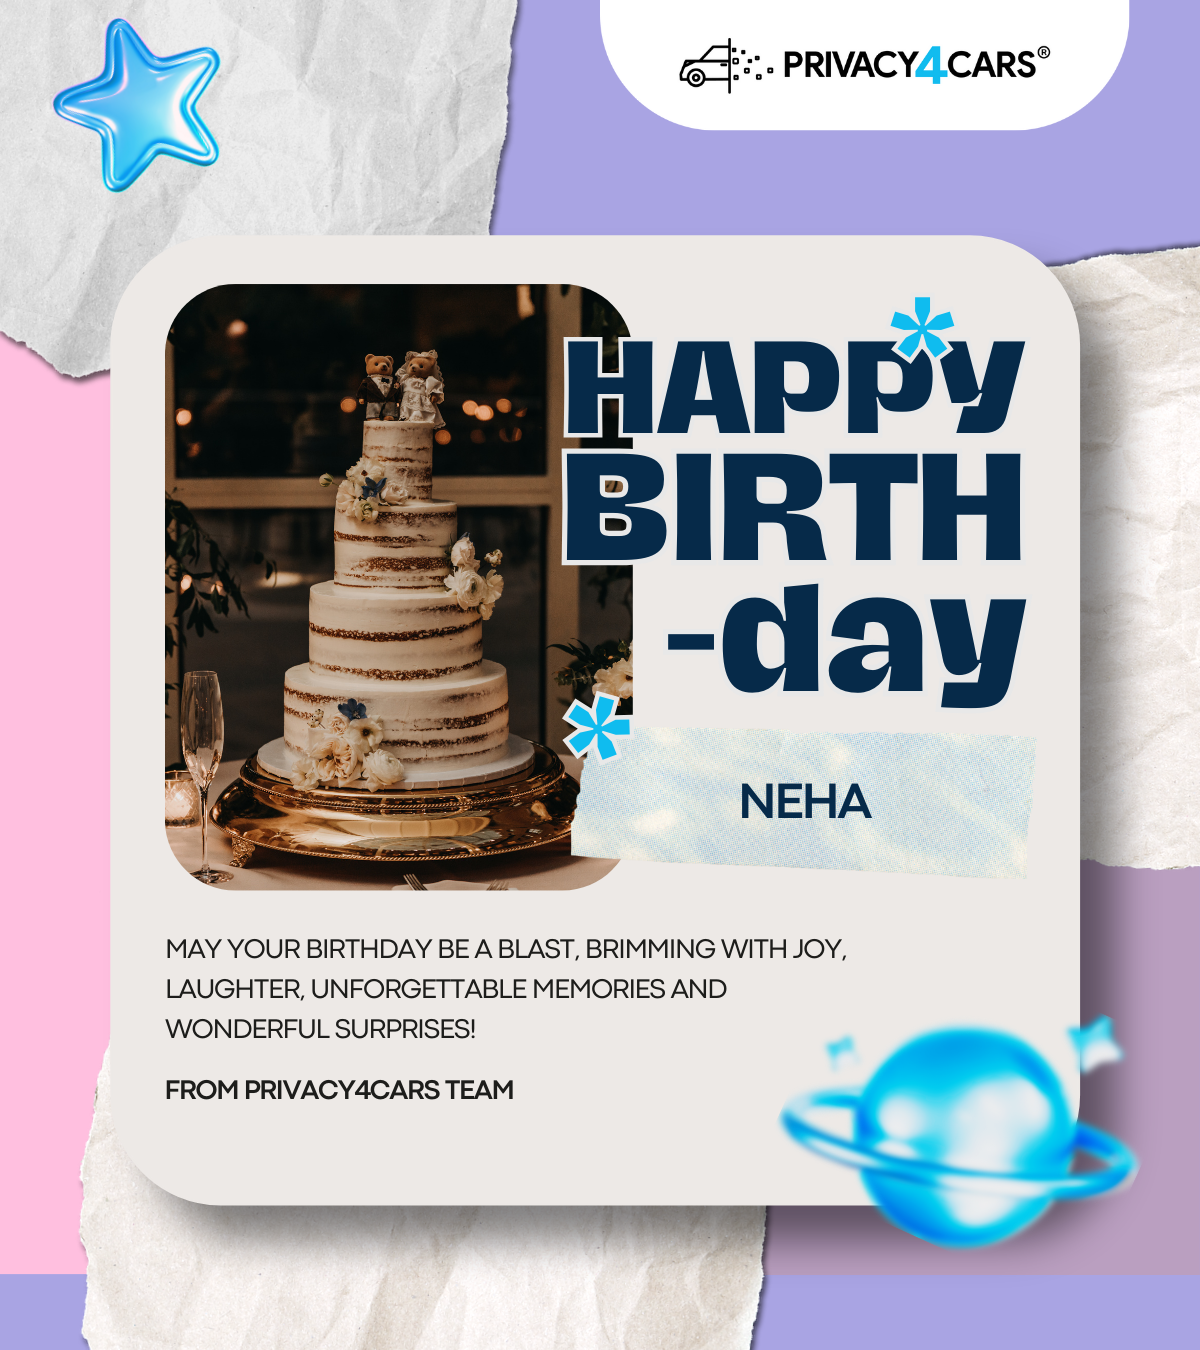 PRIVACY4CARS®
HAPPY
BIRTH
-day
NEHA
MAY YOUR BIRTHDAY BE A BLAST, BRIMMING WITH JOY,
LAUGHTER, UNFORGETTABLE MEMORIES AND
WONDERFUL SURPRISES!
FROM PRIVACY4CARS TEAM